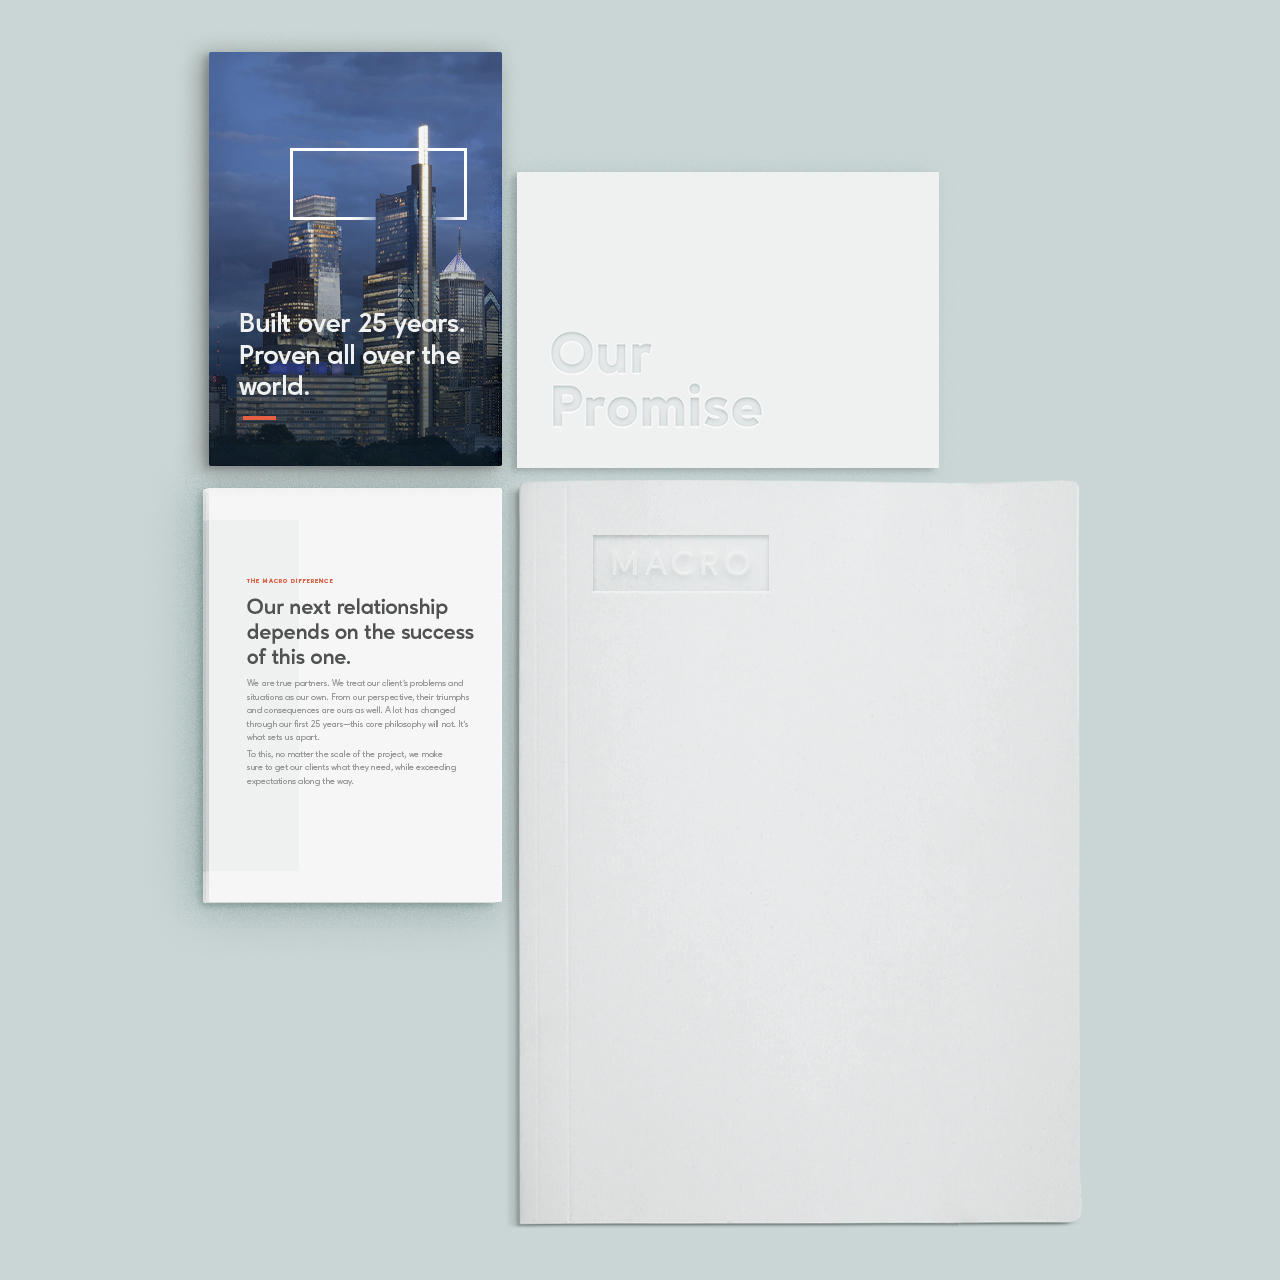 Built over 25 years.
Proven all over the
world.
Our
Promise
THE MACRO DIFFERENCE
Our next relationship
depends on the success
of this one.
We are true partners. We treat our client's problems and
situations as our own. From our perspective, their triumphs
and consequences are ours as well. A lot has changed
through our first 25 years—this core philosophy will not. It's
what sets us apart.
To this, no matter the scale of the project, we make
sure to get our clients what they need, while exceeding
expectations along the way.
MACRO